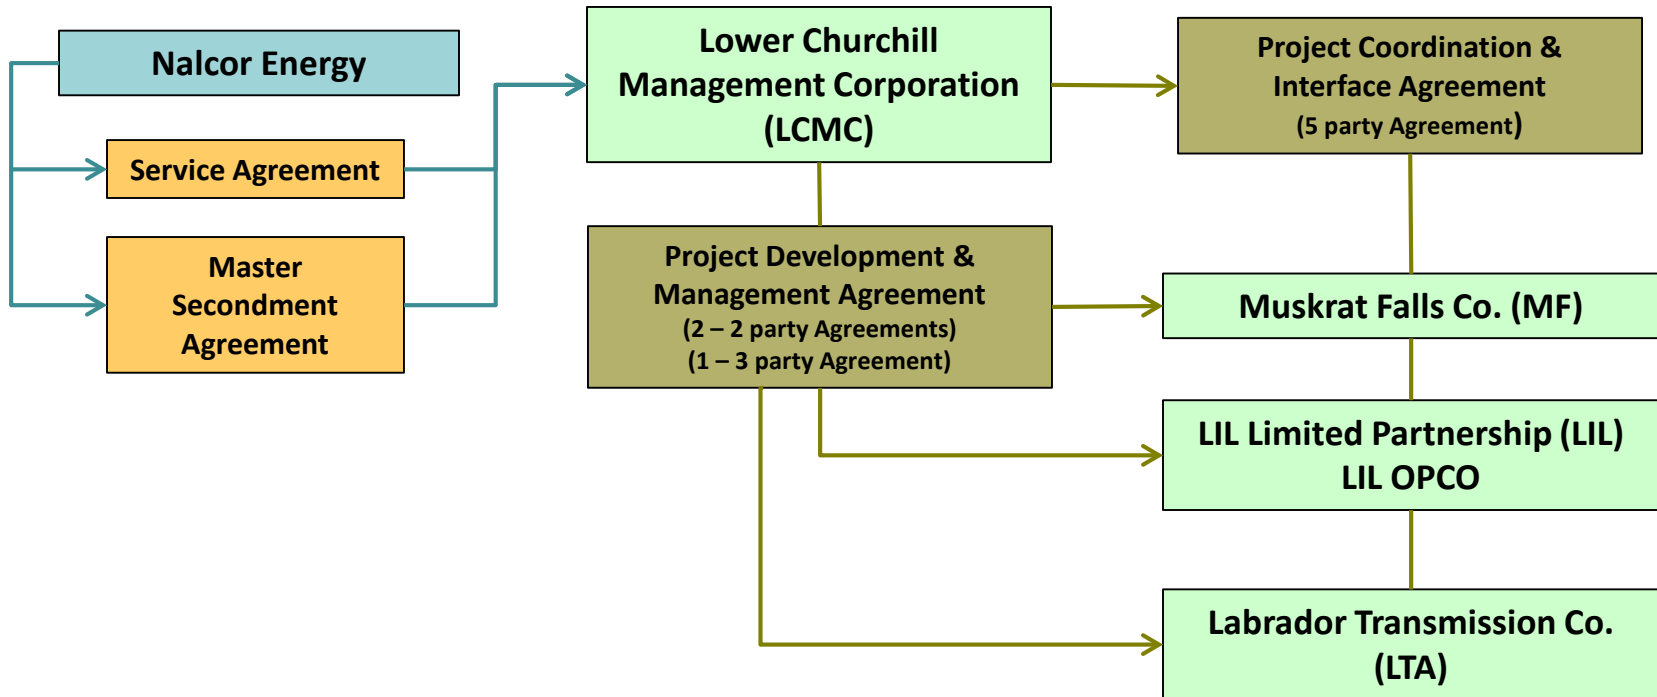 Nalcor Energy
Service Agreement
Master
Secondment
Agreement
Lower Churchill
Management Corporation
(LCMC)
Project Development &
Management Agreement
(2 – 2 party Agreements)
(1 – 3 party Agreement)
Project Coordination &
Interface Agreement
(5 party Agreement)
Muskrat Falls Co. (MF)
LIL Limited Partnership (LIL)
LIL OPCO
Labrador Transmission Co.
(LTA)